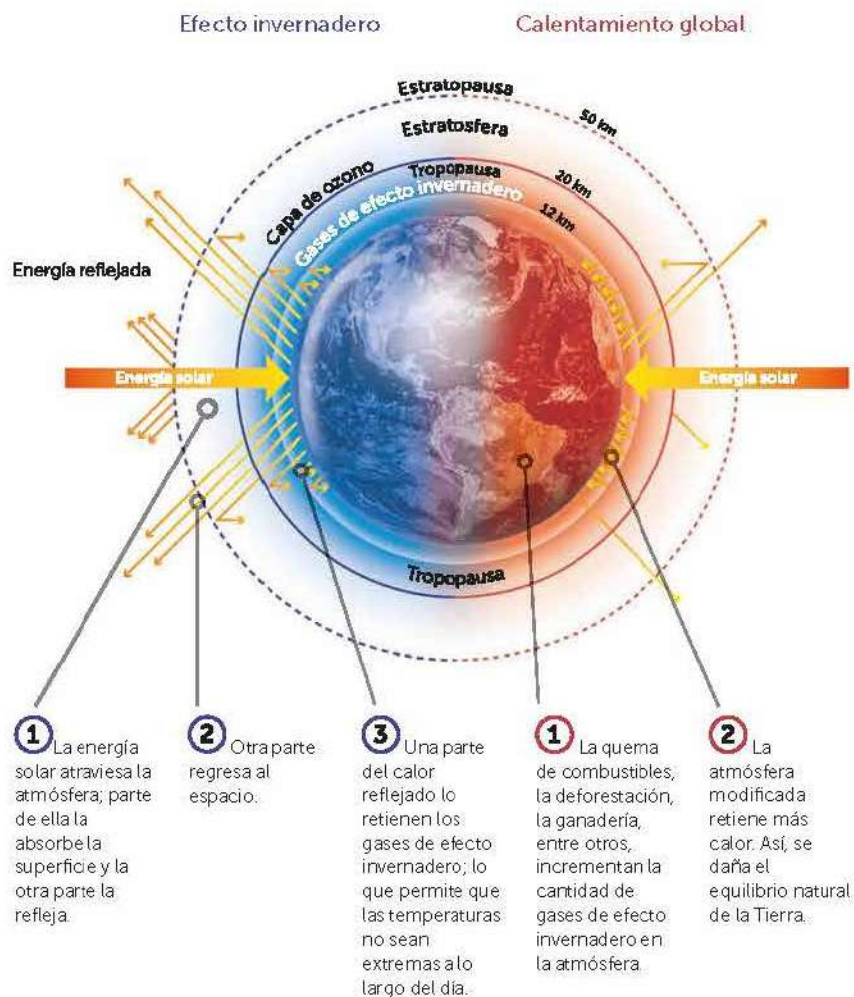 Efecto invernadero
Calentamiento global
Estratopausa
50 km
Estratosfera
Tropopausa
20 km
Capa de ozono
Gases de efecto invernadero
12 km
Energía reflejada
Energía solar
Energía solar
Tropopausa
1 La energía
solar atraviesa la
atmósfera; parte
de ella la
absorbe la
superficie y la
otra parte la
refleja.
2 Otra parte
regresa al
espacio.
3 Una parte
del calor
reflejado lo
retienen los
gases de efecto
invernadero; lo
que permite que
las temperaturas
no sean
extremas a lo
largo del día.
1 La quema
de combustibles,
la deforestación,
la ganadería,
entre otros,
incrementan la
cantidad de
gases de efecto
invernadero en
la atmósfera.
2 La
atmósfera
modificada
retiene más
calor. Así, se
daña el
equilibrio natural
de la Tierra.